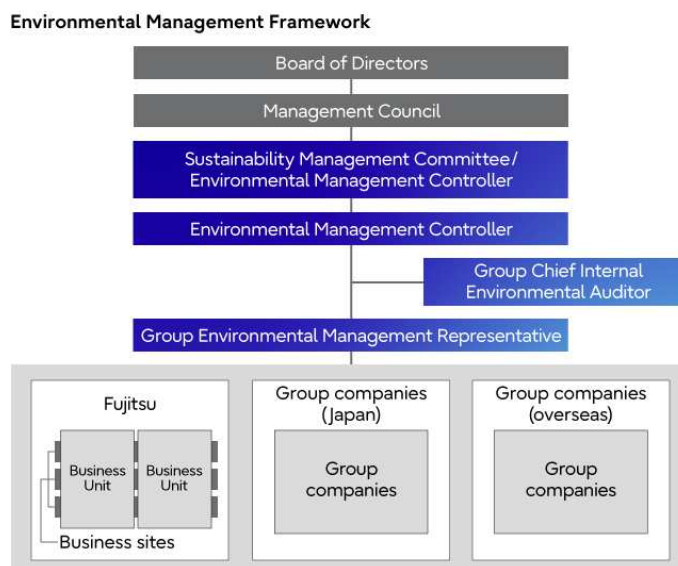 Environmental Management Framework
Board of Directors
Management Council
Sustainability Management Committee/
Environmental Management Controller
Environmental Management Controller
Group Chief Internal
Environmental Auditor
Group Environmental Management Representative
Fujitsu
Business
Unit
Business
Unit
Business sites
Group companies
(Japan)
Group
companies
Group companies
(overseas)
Group
companies